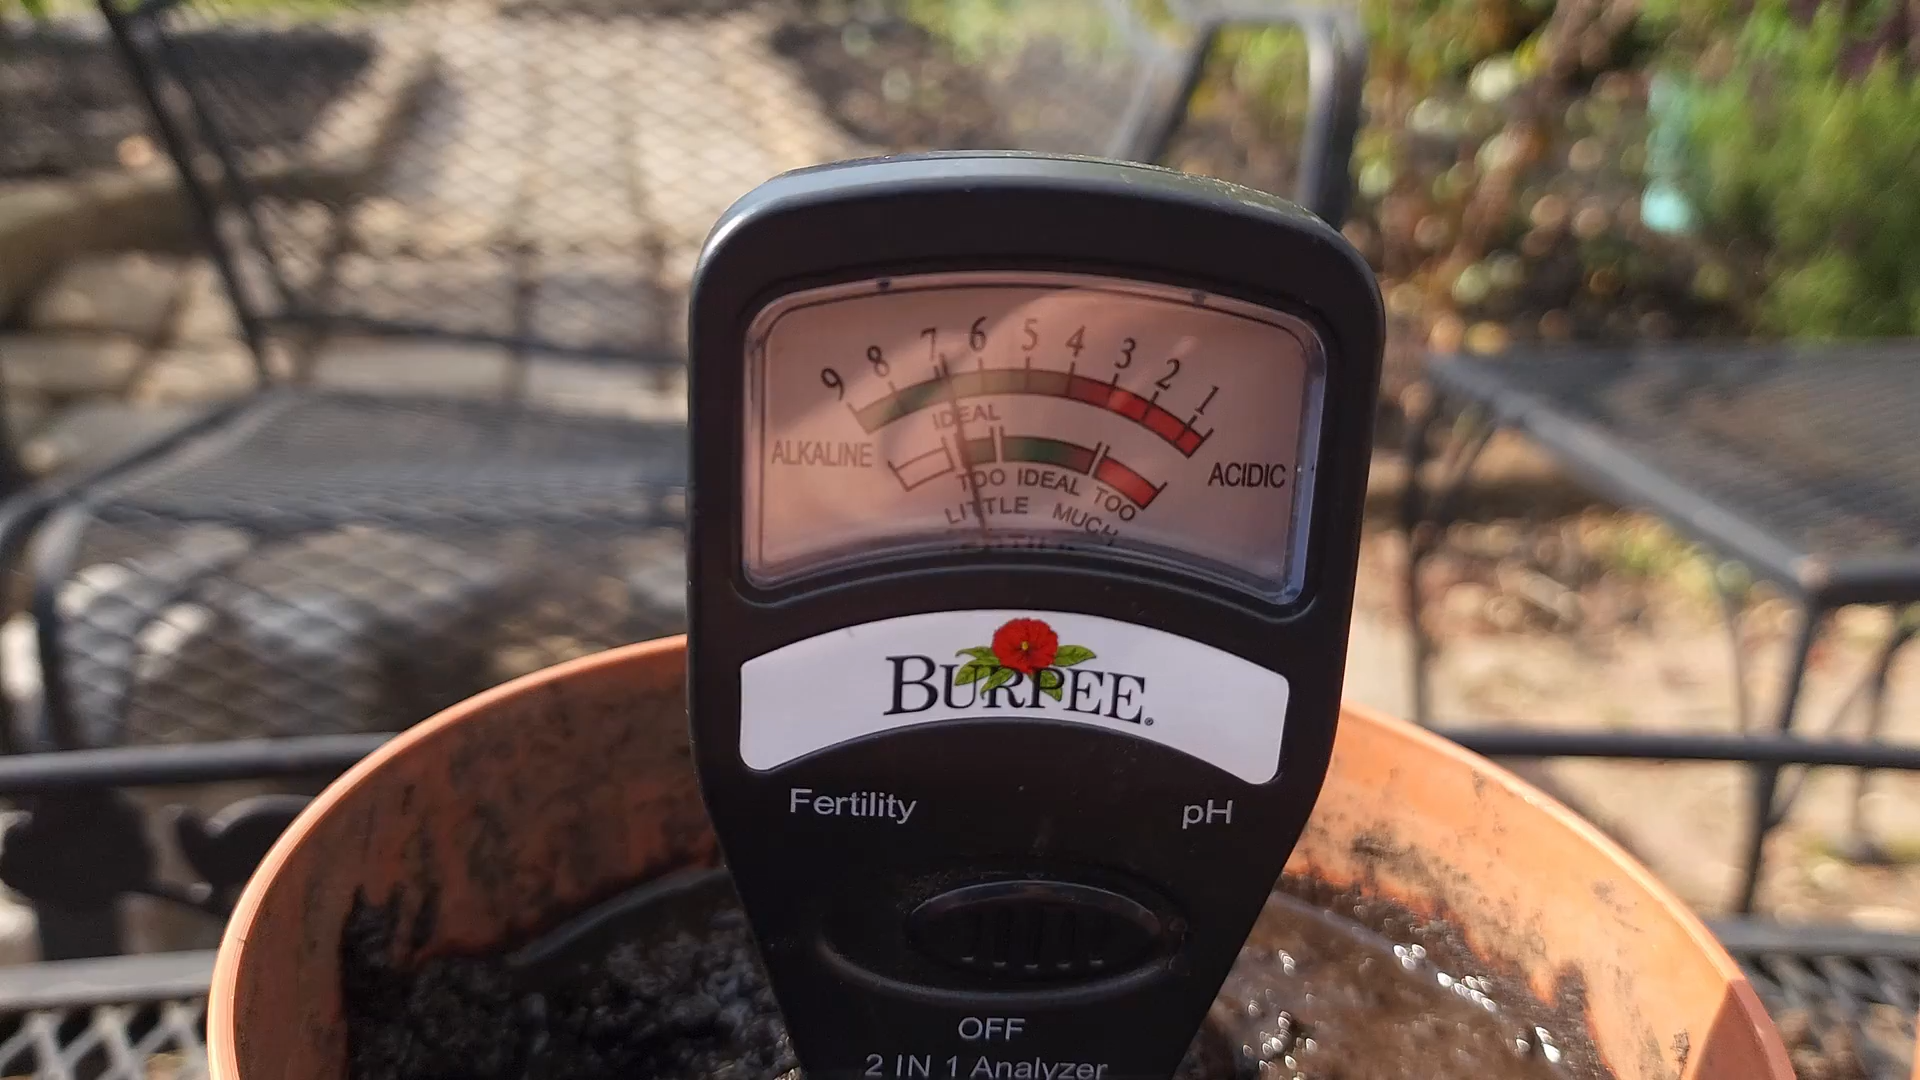 9 8 7 6 5 4 3 2 1
IDEAL
ALKALINE
ACIDIC
TOO IDEAL TOO
LITTLE MUCH
BURPEE®
Fertility pH
OFF
2 IN 1 Analyzer